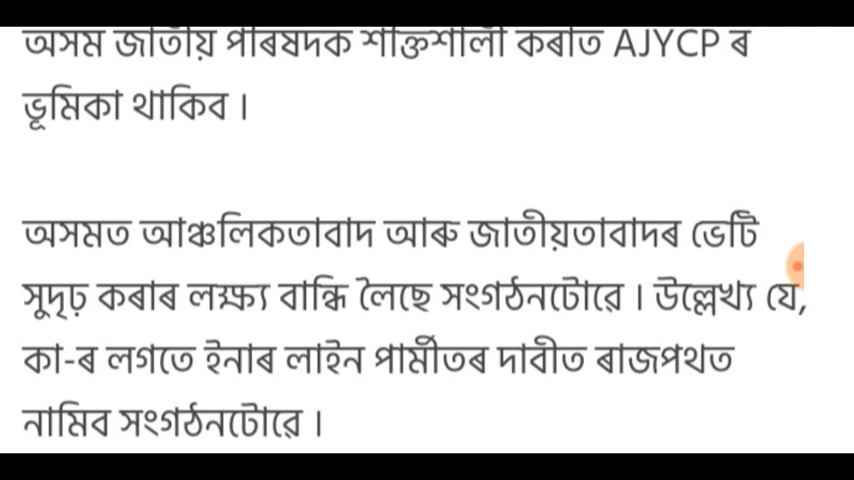 অসম জাতীয় পৰিষদক শক্তিশালী কৰাত AJYCP ৰ
ভূমিকা থাকিব ।
অসমত আঞ্চলিকতাবাদ আৰু জাতীয়তাবাদৰ ভেটি
সুদৃঢ় কৰাৰ লক্ষ্য বান্ধি লৈছে সংগঠনটোৱে । উল্লেখ্য যে,
কা-ৰ লগতে ইনাৰ লাইন পাৰ্মীতৰ দাবীত ৰাজপথত
নামিব সংগঠনটোৱে ।